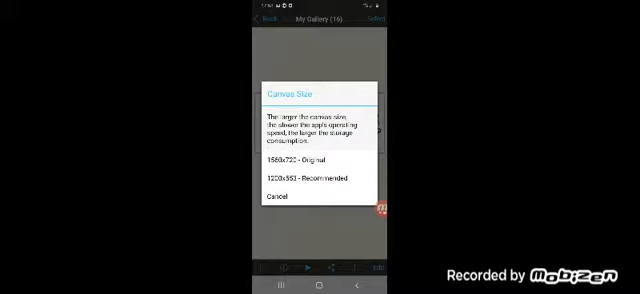 Back My Gallery (16) Select
Canvas Size
The larger the canvas size,
the slower the app's operating
speed, the larger the storage
consumption.
1560x720 - Original
1200x553 - Recommended
Cancel
Edit
Recorded by Mobizen